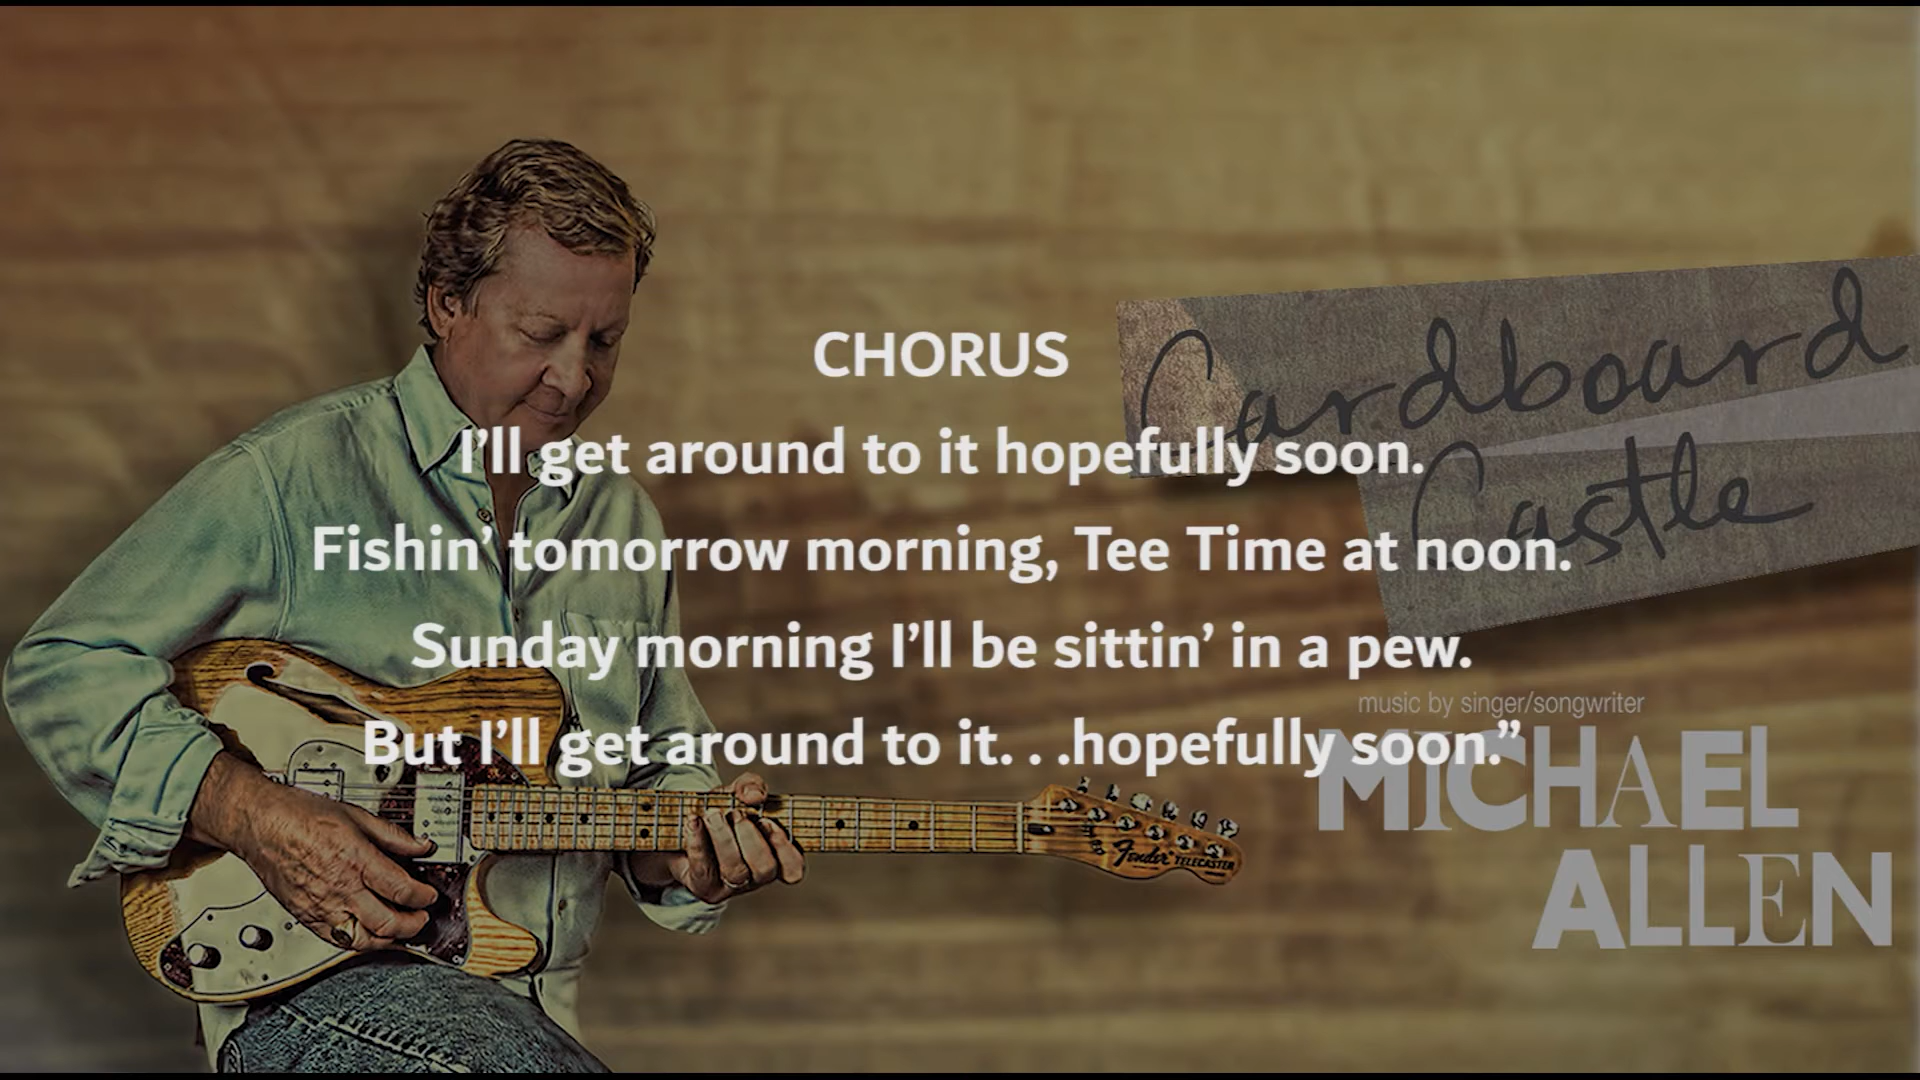 CHORUS
I’ll get around to it hopefully soon.
Fishin’ tomorrow morning, Tee Time at noon.
Sunday morning I’ll be sittin’ in a pew.
But I’ll get around to it. . .hopefully soon.”
Cardboard
Castle
music by singer/songwriter
MICHAEL
ALLEN
Fender TELECASTER